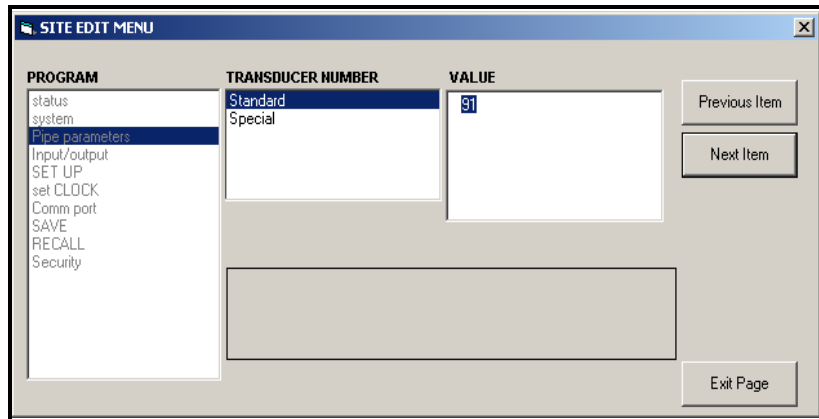 SITE EDIT MENU
PROGRAM
status
system
Pipe parameters
Input/output
SET UP
set CLOCK
Comm port
SAVE
RECALL
Security
TRANSDUCER NUMBER
Standard
Special
VALUE
91
Previous Item
Next Item
Exit Page